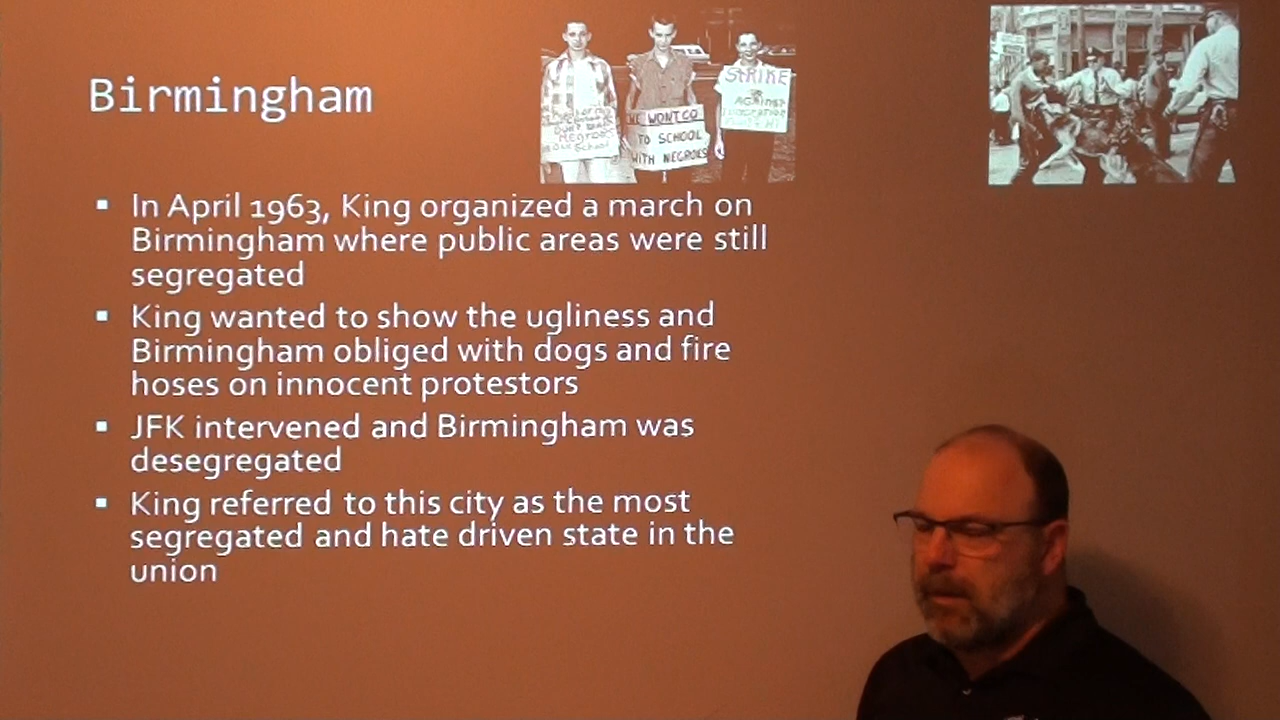 Birmingham
STRIKE
AGAINST
WE WONT GO
TO SCHOOL
WITH NEGROES
▪ In April 1963, King organized a march on
Birmingham where public areas were still
segregated
▪ King wanted to show the ugliness and
Birmingham obliged with dogs and fire
hoses on innocent protestors
▪ JFK intervened and Birmingham was
desegregated
▪ King referred to this city as the most
segregated and hate driven state in the
union